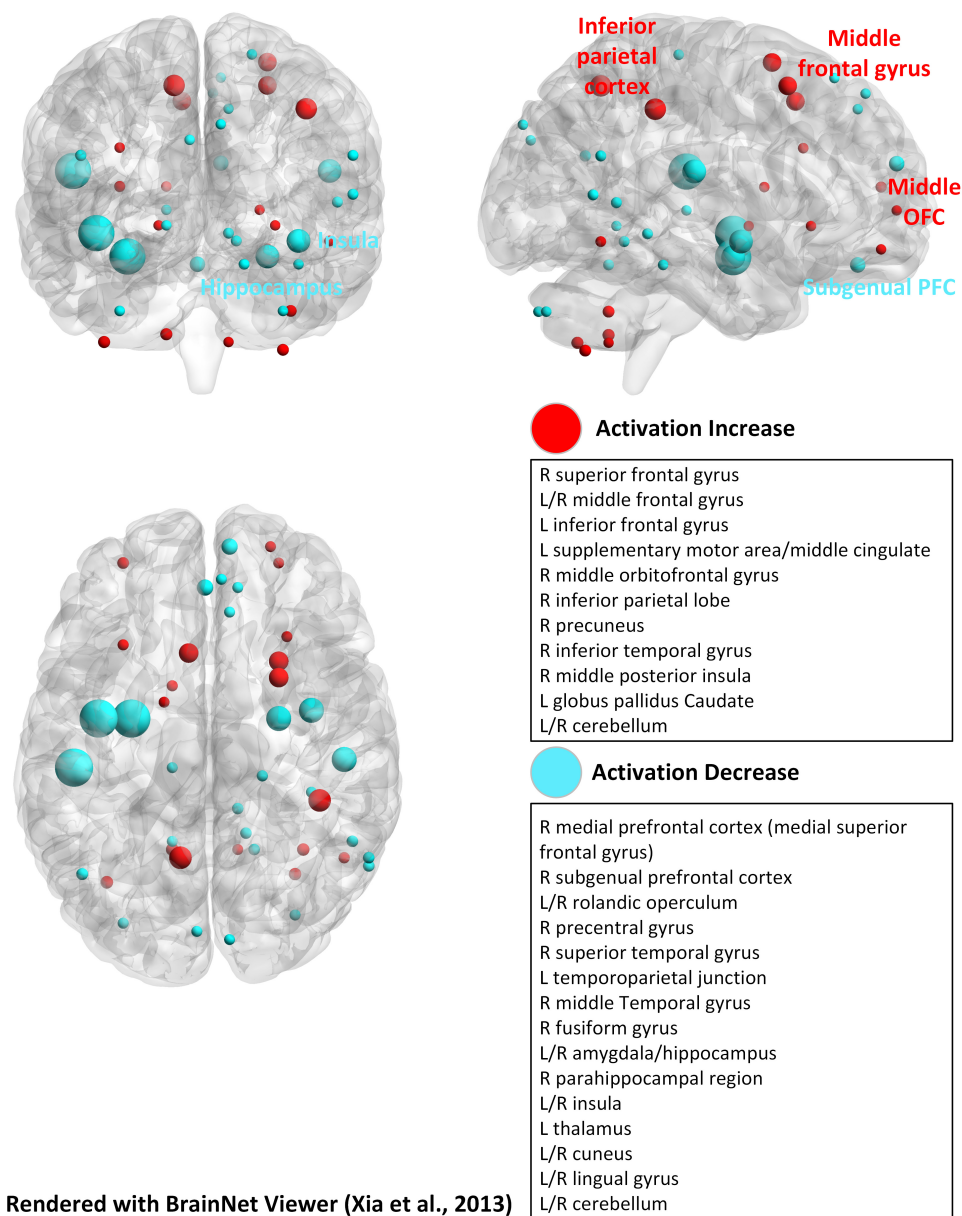 Inferior
parietal
cortex
Middle
frontal gyrus
Middle
OFC
Insula
Hippocampus
Subgenual PFC
Activation Increase
R superior frontal gyrus
L/R middle frontal gyrus
L inferior frontal gyrus
L supplementary motor area/middle cingulate
R middle orbitofrontal gyrus
R inferior parietal lobe
R precuneus
R inferior temporal gyrus
R middle posterior insula
L globus pallidus Caudate
L/R cerebellum
Activation Decrease
R medial prefrontal cortex (medial superior
frontal gyrus)
R subgenual prefrontal cortex
L/R rolandic operculum
R precentral gyrus
R superior temporal gyrus
L temporoparietal junction
R middle Temporal gyrus
R fusiform gyrus
L/R amygdala/hippocampus
R parahippocampal region
L/R insula
L thalamus
L/R cuneus
L/R lingual gyrus
L/R cerebellum
Rendered with BrainNet Viewer (Xia et al., 2013)